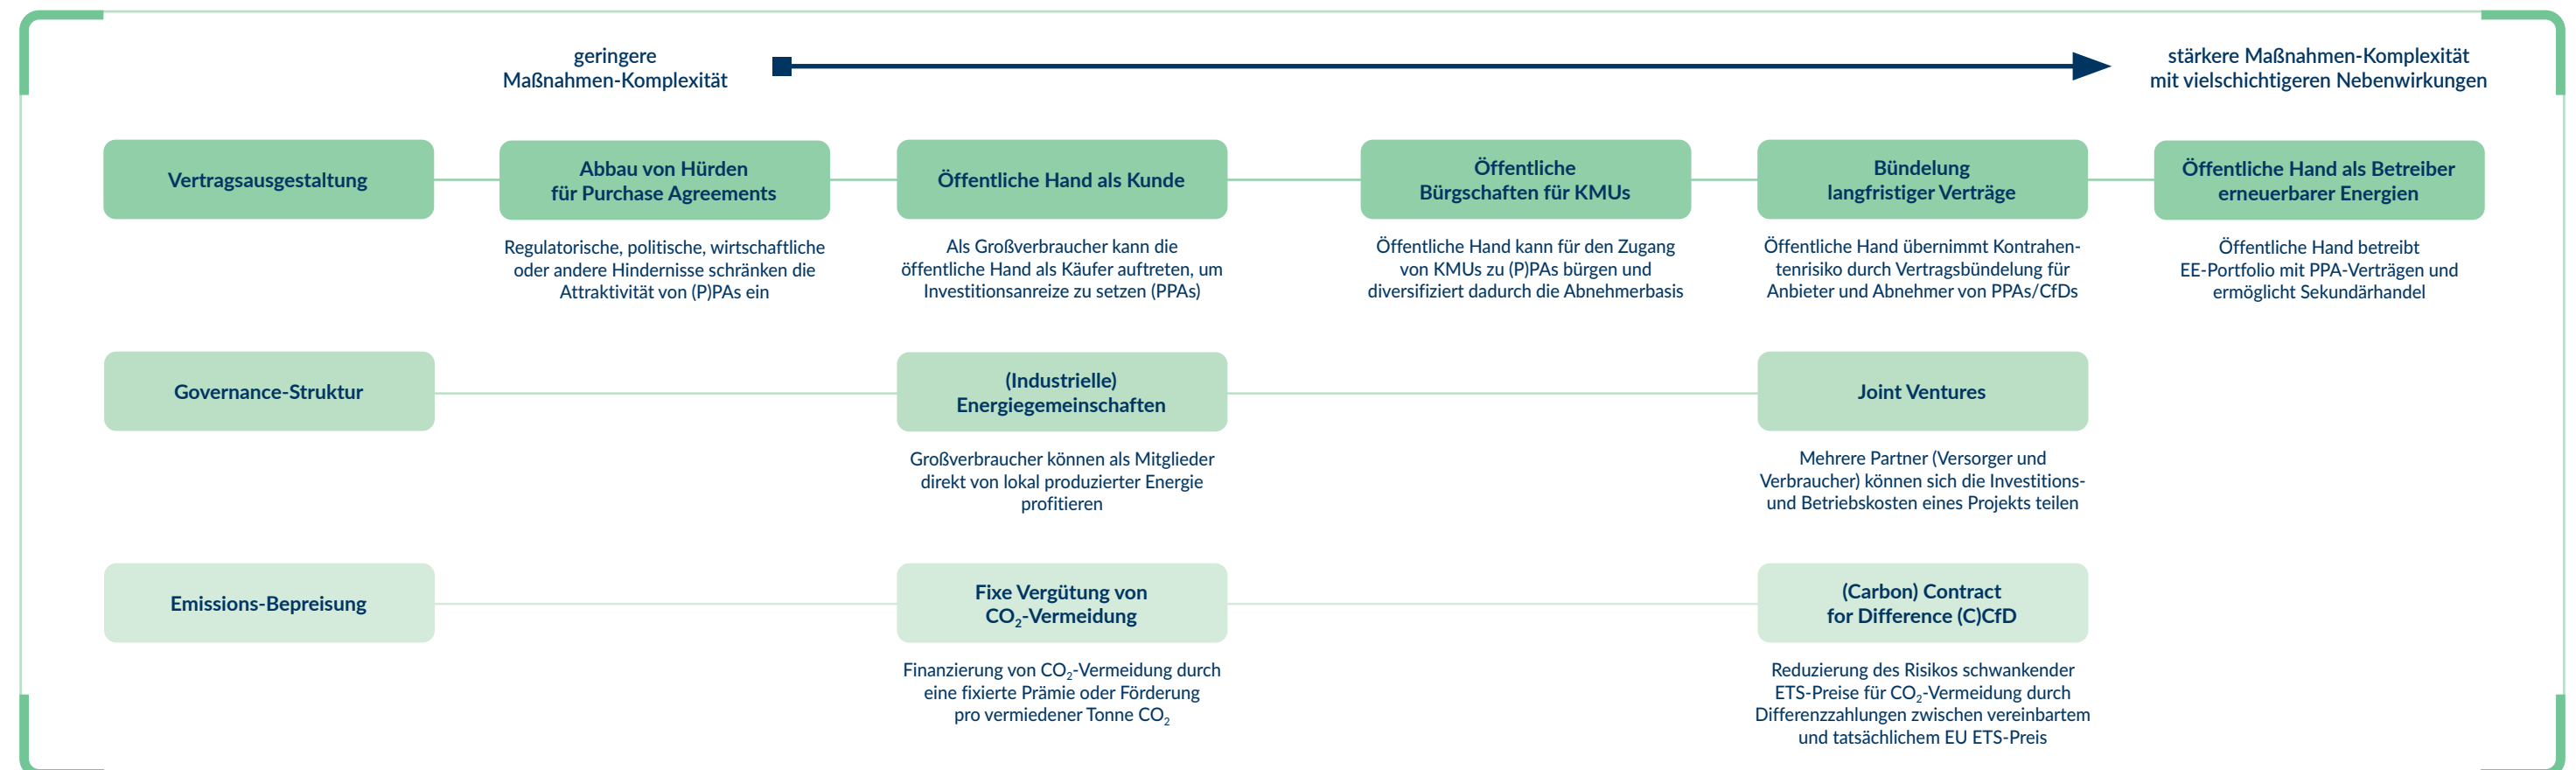 geringere
Maßnahmen-Komplexität
stärkere Maßnahmen-Komplexität
mit vielschichtigeren Nebenwirkungen
Vertragsausgestaltung
Abbau von Hürden
für Purchase Agreements
Regulatorische, politische, wirtschaftliche
oder andere Hindernisse schränken die
Attraktivität von (P)PAs ein
Öffentliche Hand als Kunde
Als Großverbraucher kann die
öffentliche Hand als Käufer auftreten, um
Investitionsanreize zu setzen (PPAs)
Öffentliche
Bürgschaften für KMUs
Öffentliche Hand kann für den Zugang
von KMUs zu (P)PAs bürgen und
diversifiziert dadurch die Abnehmerbasis
Bündelung
langfristiger Verträge
Öffentliche Hand übernimmt Kontrahen-
tenrisiko durch Vertragsbündelung für
Anbieter und Abnehmer von PPAs/CfDs
Öffentliche Hand als Betreiber
erneuerbarer Energien
Öffentliche Hand betreibt
EE-Portfolio mit PPA-Verträgen und
ermöglicht Sekundärhandel
Governance-Struktur
(Industrielle)
Energiegemeinschaften
Großverbraucher können als Mitglieder
direkt von lokal produzierter Energie
profitieren
Joint Ventures
Mehrere Partner (Versorger und
Verbraucher) können sich die Investitions-
und Betriebskosten eines Projekts teilen
Emissions-Bepreisung
Fixe Vergütung von
CO₂-Vermeidung
Finanzierung von CO₂-Vermeidung durch
eine fixierte Prämie oder Förderung
pro vermiedener Tonne CO₂
(Carbon) Contract
for Difference (C)CfD
Reduzierung des Risikos schwankender
ETS-Preise für CO₂-Vermeidung durch
Differenzzahlungen zwischen vereinbartem
und tatsächlichem EU ETS-Preis